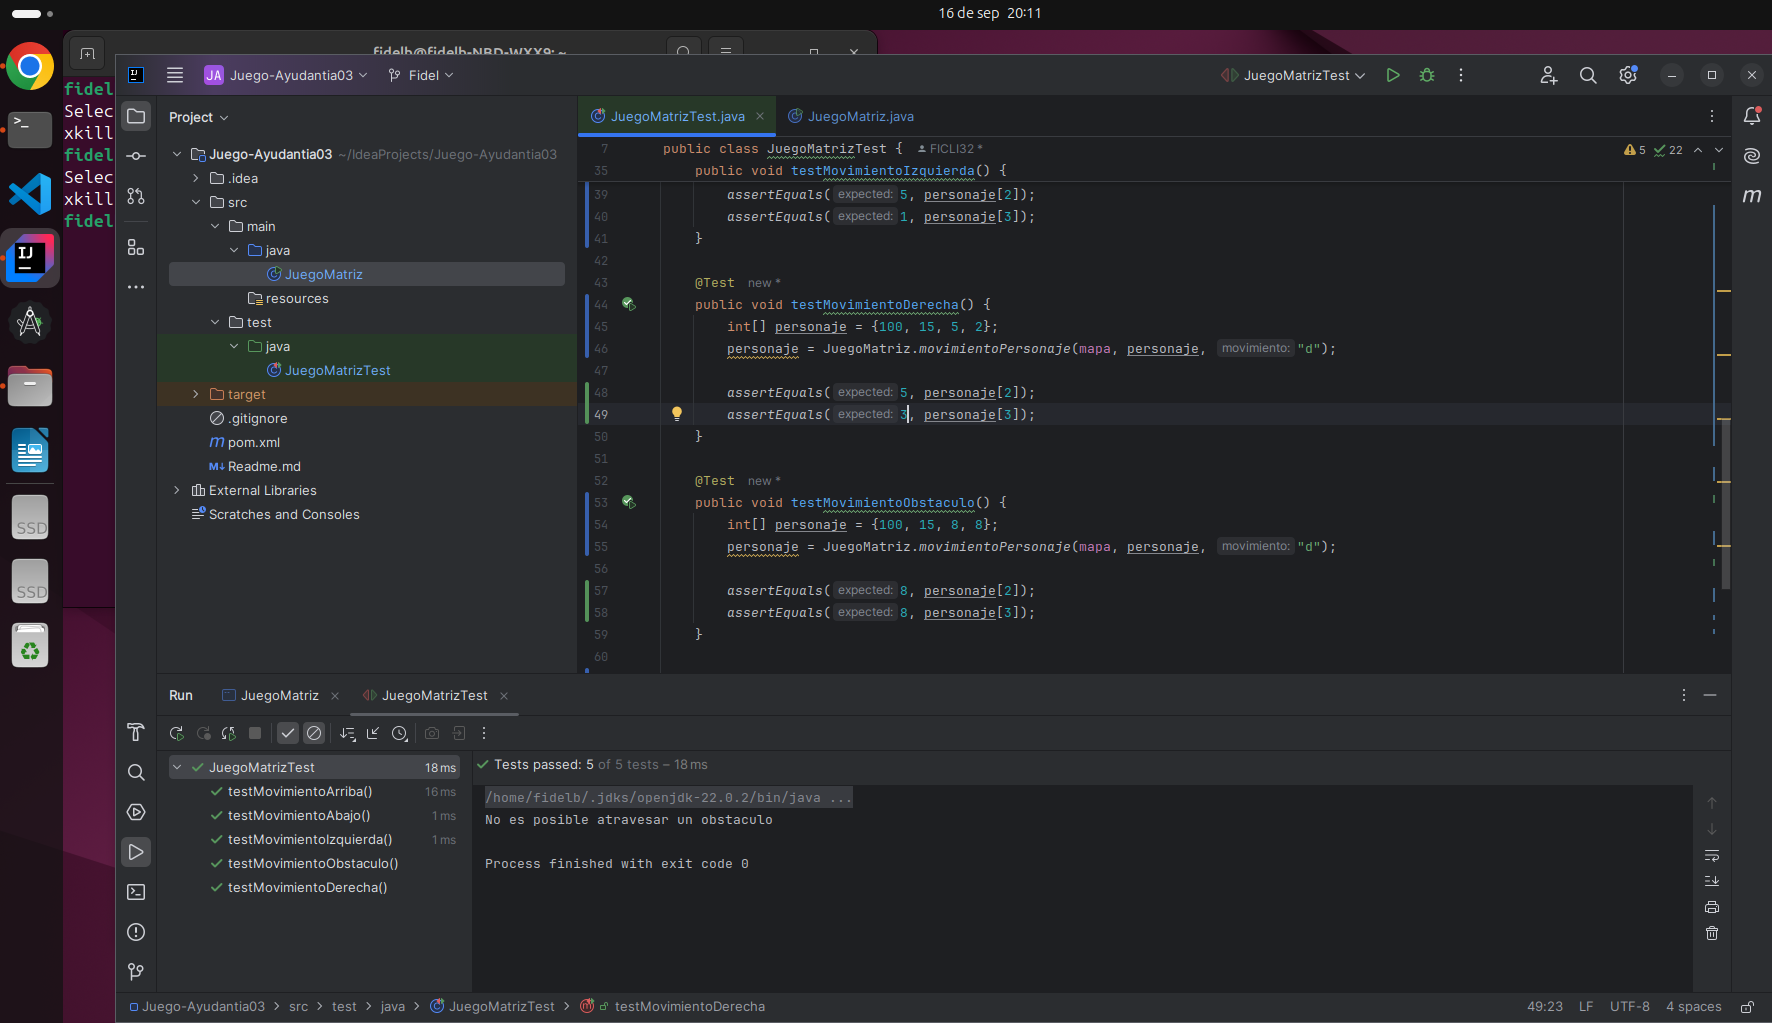 16 de sep 20:11
fidelb@fidelb-NBD-WXX9: ~
fidel
Selec
xkill
fidel
Selec
xkill
fidel
JA Juego-Ayudantia03
Fidel
JuegoMatrizTest
Project
JuegoMatrizTest.java
JuegoMatriz.java
Juego-Ayudantia03 ~/IdeaProjects/Juego-Ayudantia03
.idea
src
main
java
JuegoMatriz
resources
test
java
JuegoMatrizTest
target
.gitignore
pom.xml
Readme.md
External Libraries
Scratches and Consoles
SSD
SSD
5 22
7 public class JuegoMatrizTest { FICLI32 *
35 public void testMovimientoIzquierda() {
39 assertEquals( expected: 5, personaje[2]);
40 assertEquals( expected: 1, personaje[3]);
41 }
42
43 @Test new *
44 public void testMovimientoDerecha() {
45 int[] personaje = {100, 15, 5, 2};
46 personaje = JuegoMatriz.movimientoPersonaje(mapa, personaje, movimiento: "d");
47
48 assertEquals( expected: 5, personaje[2]);
49 assertEquals( expected: 3, personaje[3]);
50 }
51
52 @Test new *
53 public void testMovimientoObstaculo() {
54 int[] personaje = {100, 15, 8, 8};
55 personaje = JuegoMatriz.movimientoPersonaje(mapa, personaje, movimiento: "d");
56
57 assertEquals( expected: 8, personaje[2]);
58 assertEquals( expected: 8, personaje[3]);
59 }
60
Run JuegoMatriz JuegoMatrizTest
JuegoMatrizTest 18 ms
testMovimientoArriba() 16 ms
testMovimientoAbajo() 1 ms
testMovimientoIzquierda() 1 ms
testMovimientoObstaculo()
testMovimientoDerecha()
Tests passed: 5 of 5 tests – 18 ms
/home/fidelb/.jdks/openjdk-22.0.2/bin/java ...
No es posible atravesar un obstaculo
Process finished with exit code 0
Juego-Ayudantia03 > src > test > java > JuegoMatrizTest > testMovimientoDerecha
49:23 LF UTF-8 4 spaces